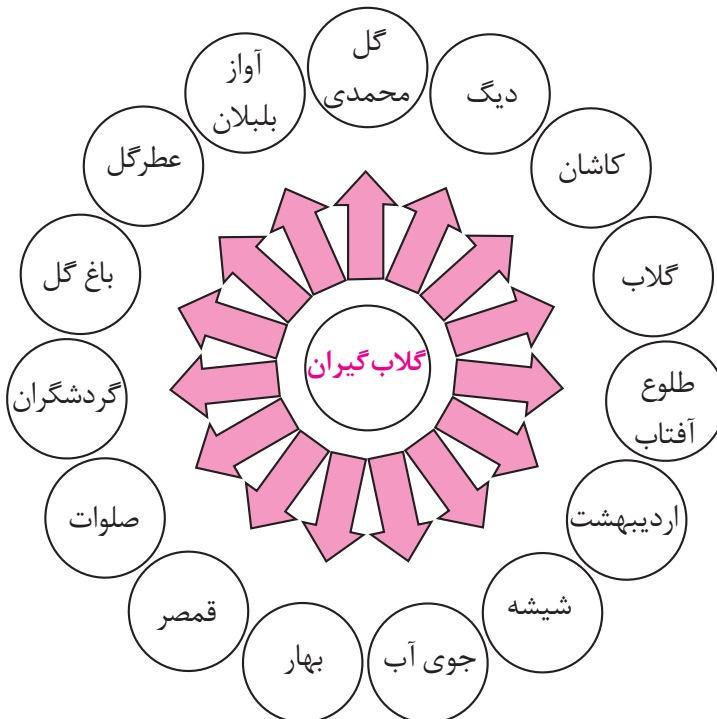 گل
محمدی
دیگ
کاشان
گلاب
طلوع
آفتاب
اردیبهشت
شیشه
جوی آب
بهار
قمصر
صلوات
گردشگران
باغ گل
عطرگل
آواز
بلبلان
گلاب‌گیران